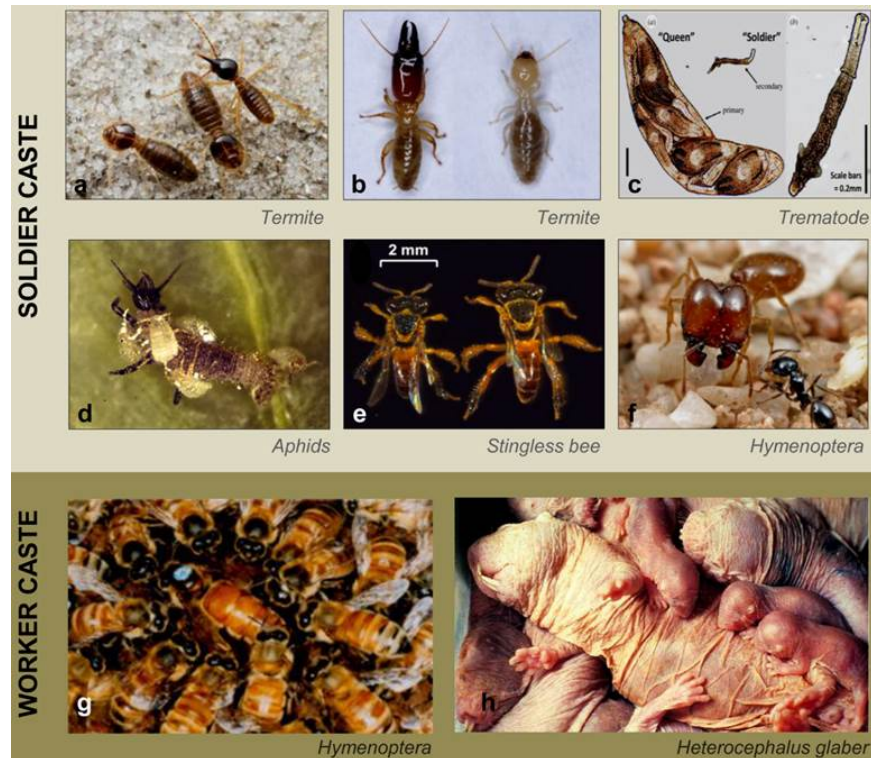 SOLDIER CASTE
a
b
(a)
"Queen"
"Soldier"
secondary
primary
(b)
c
Scale bars
= 0.2mm
Termite
Termite
Trematode
d
2 mm
e
f
Aphids
Stingless bee
Hymenoptera
WORKER CASTE
g
h
Hymenoptera
Heterocephalus glaber